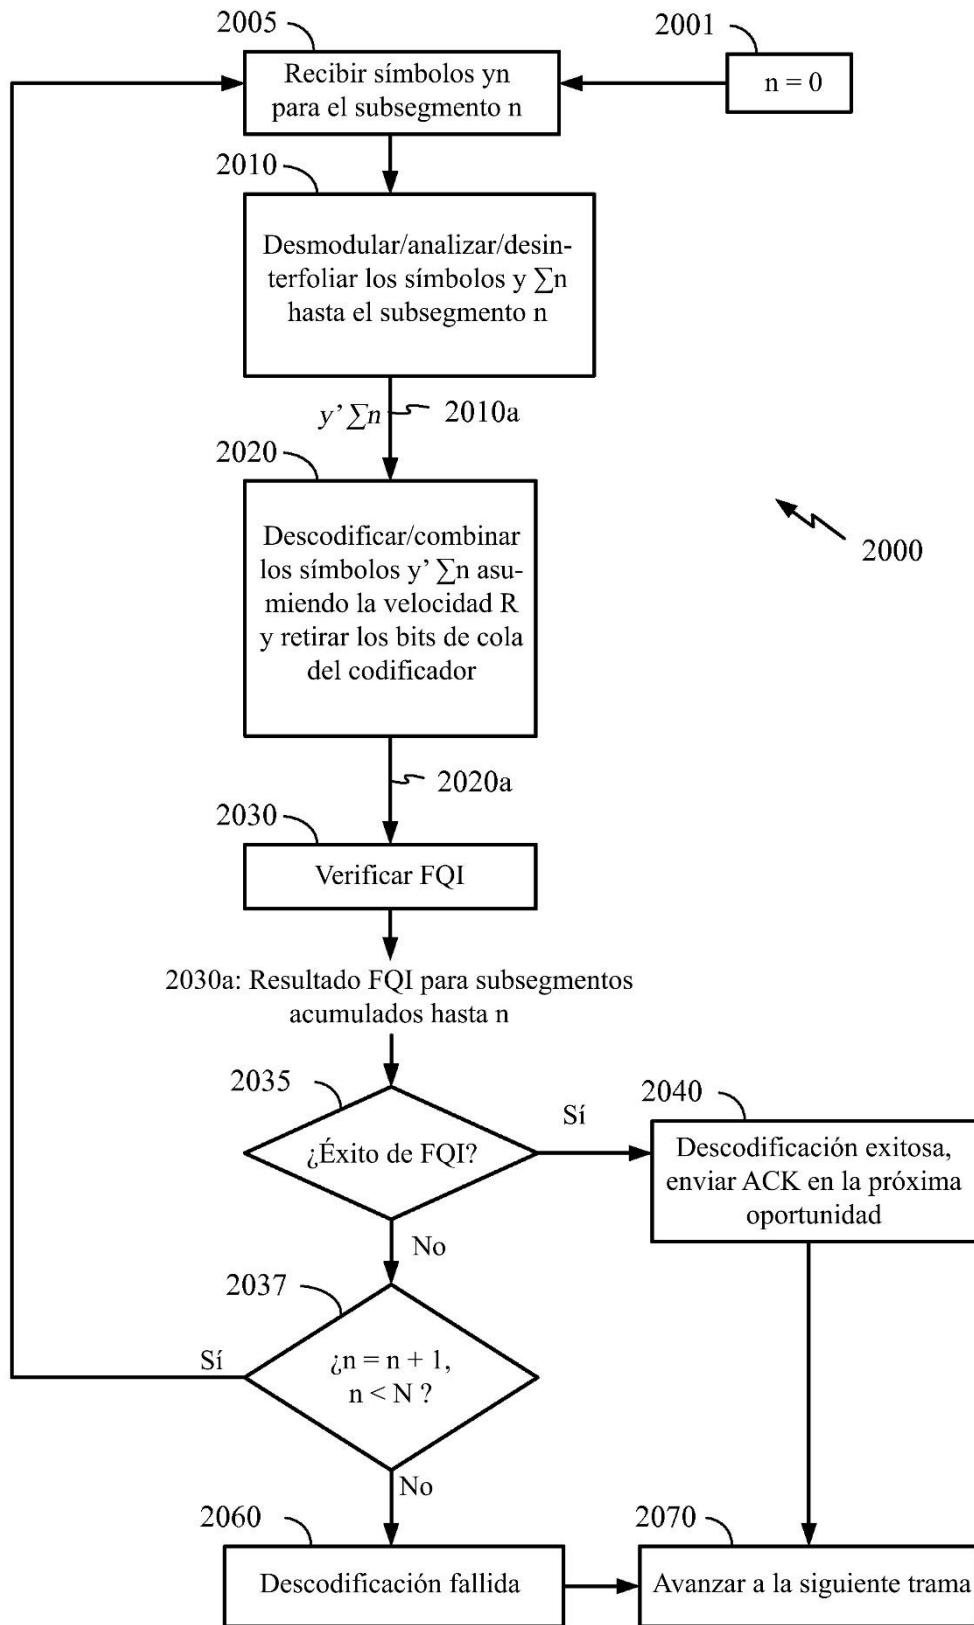 2005
2001
Recibir símbolos yn
para el subsegmento n
n = 0
2010
Desmodular/analizar/desin-
terfoliar los símbolos y ∑n
hasta el subsegmento n
y’ ∑n
2010a
2020
Descodificar/combinar
los símbolos y’ ∑n asu-
miendo la velocidad R
y retirar los bits de cola
del codificador
2000
2020a
2030
Verificar FQI
2030a: Resultado FQI para subsegmentos
acumulados hasta n
2035
¿Éxito de FQI?
Sí
2040
Descodificación exitosa,
enviar ACK en la próxima
oportunidad
No
2037
¿n = n + 1,
n < N ?
Sí
No
2060
Descodificación fallida
2070
Avanzar a la siguiente trama